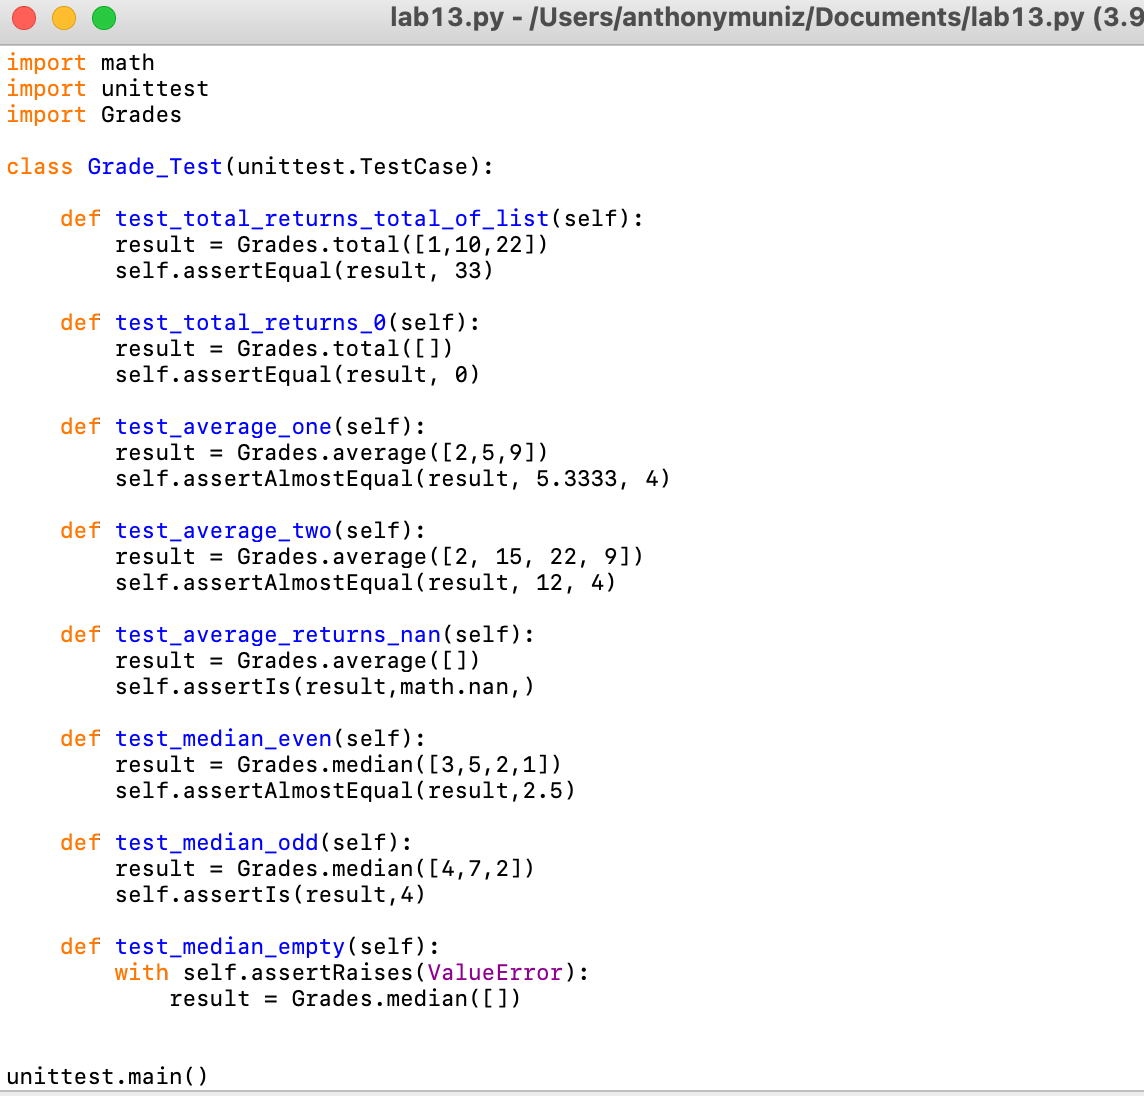 lab13.py - /Users/anthonymuniz/Documents/lab13.py (3.9
import math
import unittest
import Grades
class Grade_Test(unittest.TestCase):
    def test_total_returns_total_of_list(self):
        result = Grades.total([1,10,22])
        self.assertEqual(result, 33)
    def test_total_returns_0(self):
        result = Grades.total([])
        self.assertEqual(result, 0)
    def test_average_one(self):
        result = Grades.average([2,5,9])
        self.assertAlmostEqual(result, 5.3333, 4)
    def test_average_two(self):
        result = Grades.average([2, 15, 22, 9])
        self.assertAlmostEqual(result, 12, 4)
    def test_average_returns_nan(self):
        result = Grades.average([])
        self.assertIs(result,math.nan,)
    def test_median_even(self):
        result = Grades.median([3,5,2,1])
        self.assertAlmostEqual(result,2.5)
    def test_median_odd(self):
        result = Grades.median([4,7,2])
        self.assertIs(result,4)
    def test_median_empty(self):
        with self.assertRaises(ValueError):
            result = Grades.median([])
unittest.main()